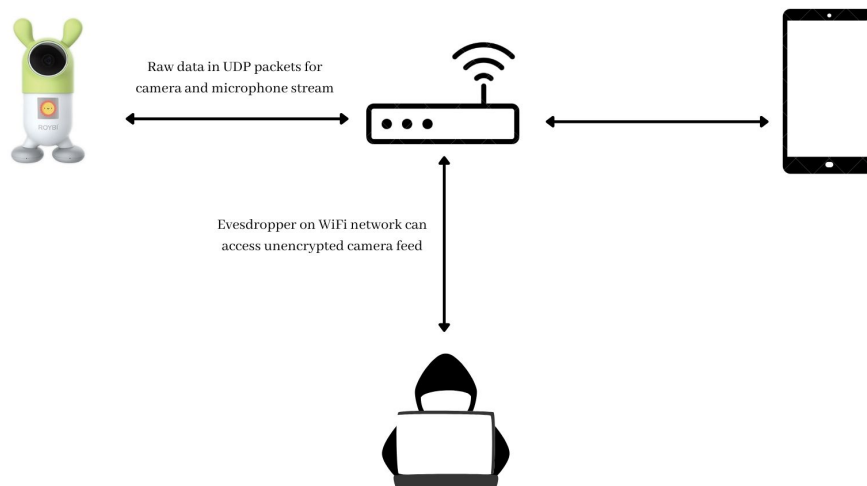 Raw data in UDP packets for
camera and microphone stream
ROYBI
Evesdropper on WiFi network can
access unencrypted camera feed